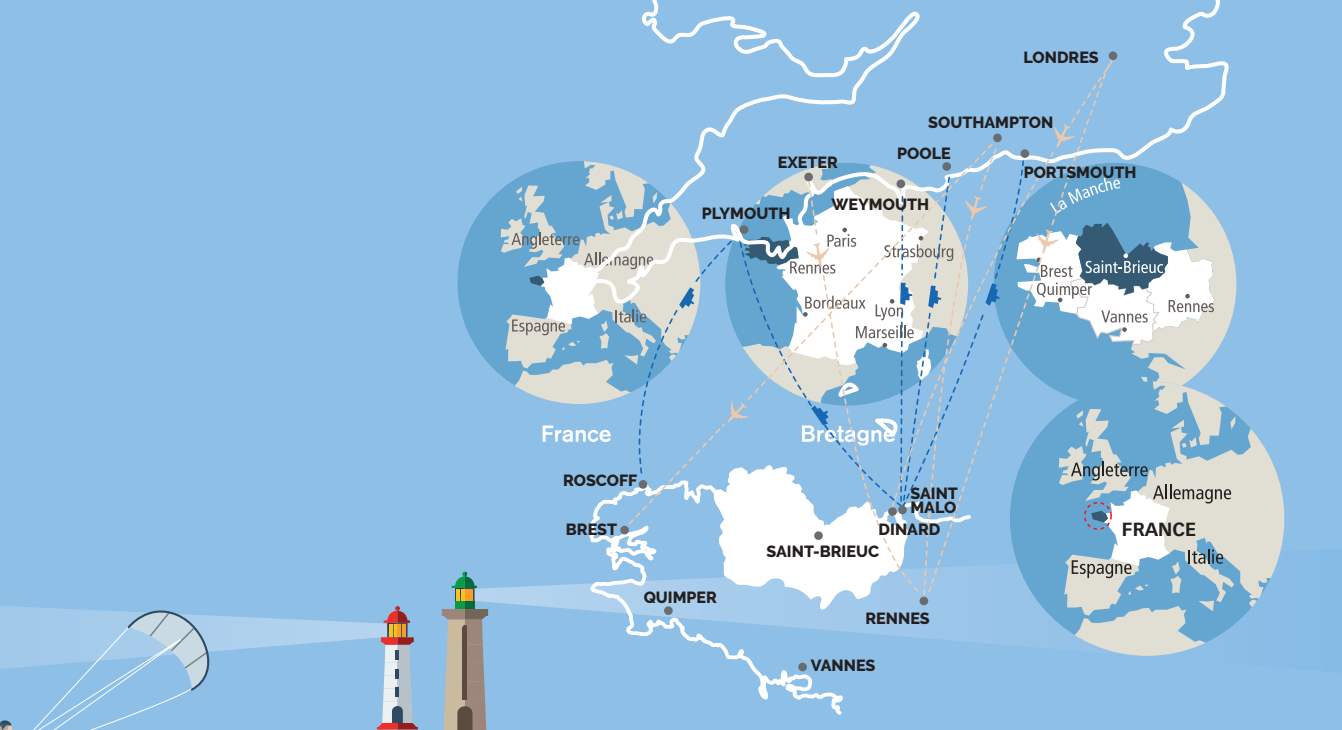 LONDRES
SOUTHAMPTON
POOLE
EXETER
PORTSMOUTH
La Manche
WEYMOUTH
PLYMOUTH
Angleterre
Allemagne
Espagne
Italie
Paris
Strasbourg
Rennes
Bordeaux
Lyon
Marseille
Brest
Saint-Brieuc
Quimper
Vannes
Rennes
France
Bretagne
Angleterre
Allemagne
FRANCE
Espagne
Italie
ROSCOFF
BREST
SAINT
MALO
DINARD
SAINT-BRIEUC
QUIMPER
RENNES
VANNES